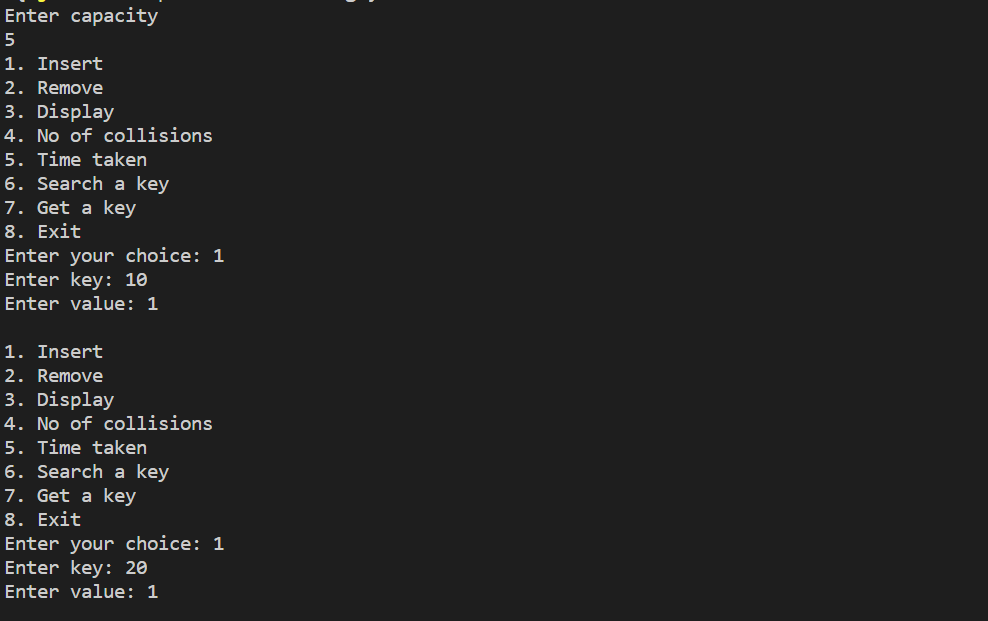 Enter capacity
5
1. Insert
2. Remove
3. Display
4. No of collisions
5. Time taken
6. Search a key
7. Get a key
8. Exit
Enter your choice: 1
Enter key: 10
Enter value: 1
1. Insert
2. Remove
3. Display
4. No of collisions
5. Time taken
6. Search a key
7. Get a key
8. Exit
Enter your choice: 1
Enter key: 20
Enter value: 1